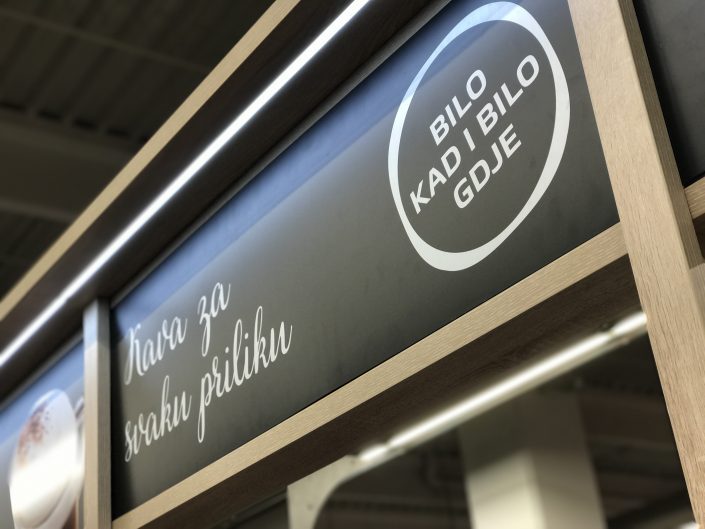 Kava za
svaku priliku
BILO
KAD I BILO
GDJE